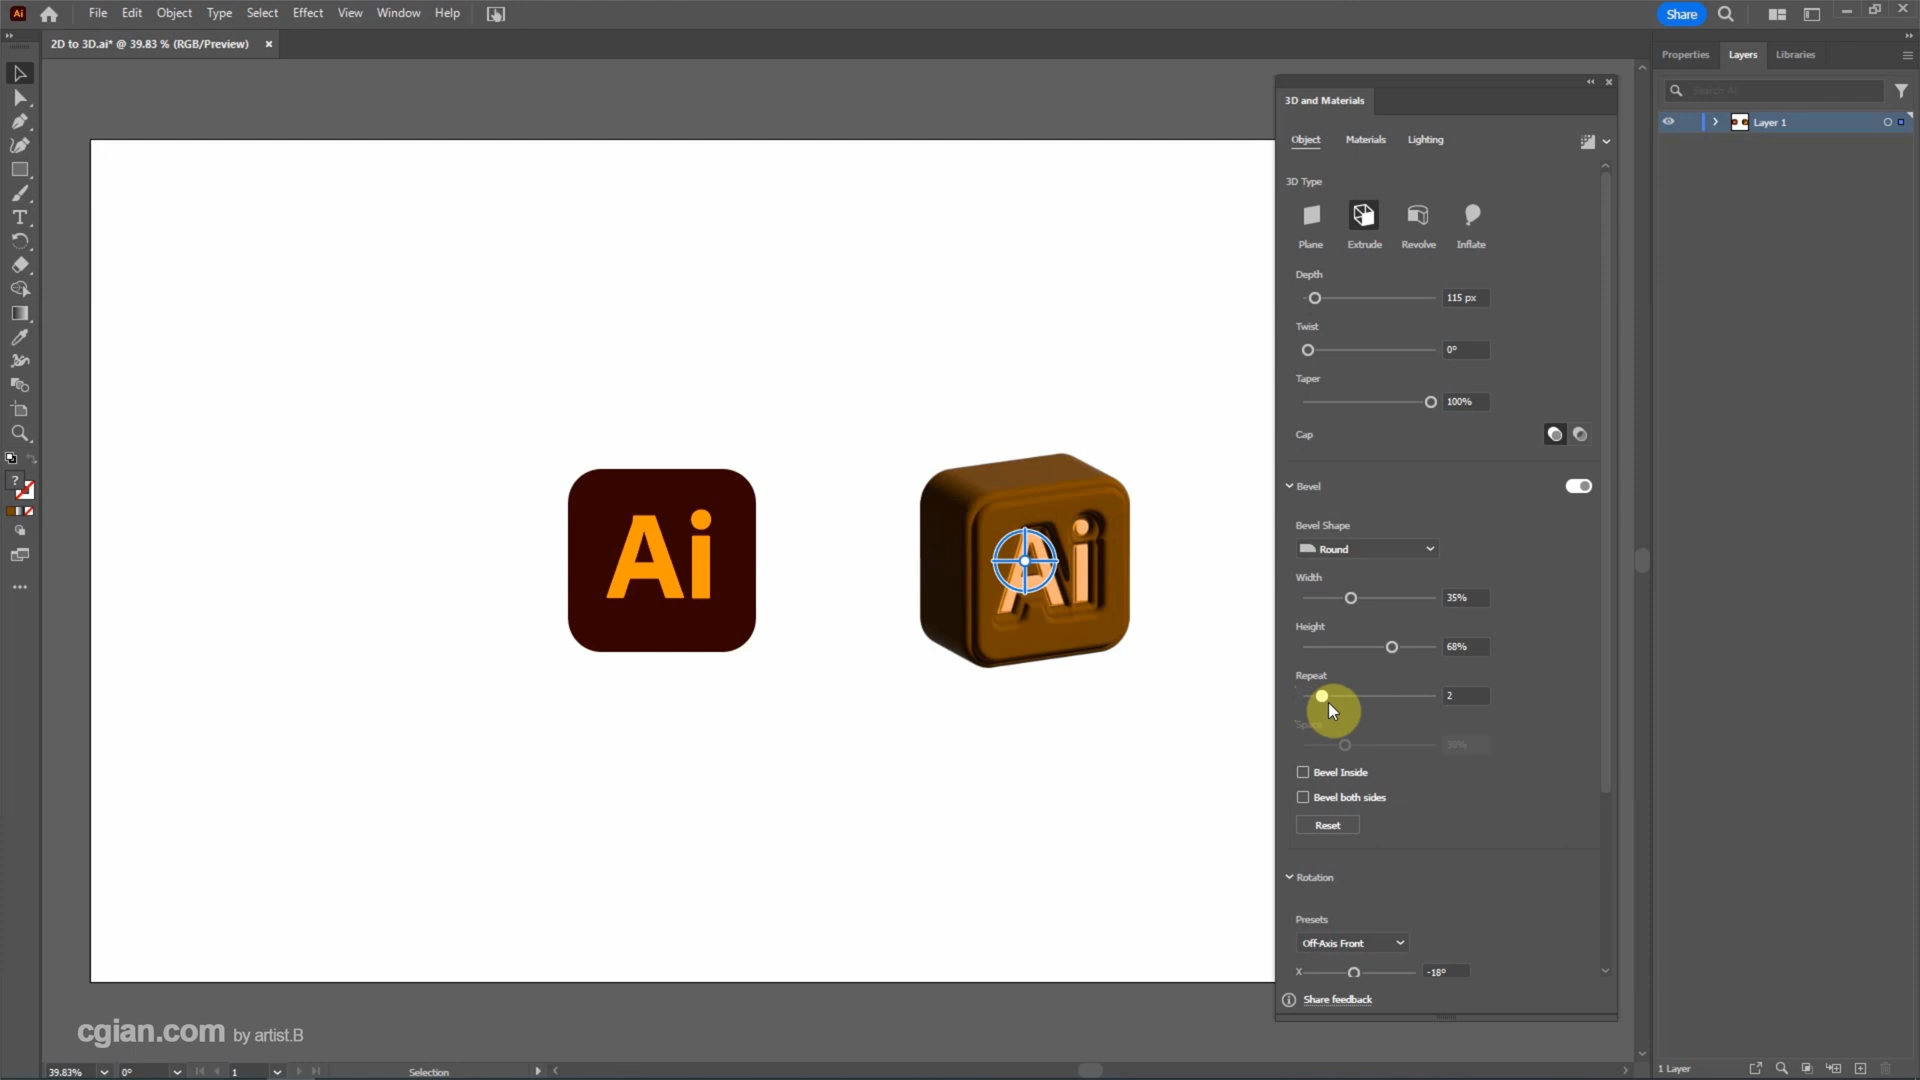 Ai File Edit Object Type Select Effect View Window Help Share
2D to 3D.ai* @ 39.83 % (RGB/Preview) ×
Properties Layers Libraries
Search All
Layer 1
3D and Materials
Object Materials Lighting
3D Type
Plane Extrude Revolve Inflate
Depth
115 px
Twist
0°
Taper
100%
Cap
Bevel
Bevel Shape
Round
Width
35%
Height
68%
Repeat
2
Space
30%
Bevel Inside
Bevel both sides
Reset
Rotation
Presets
Off-Axis Front
X -18°
Share feedback
T
?
Ai
Ai
cgian.com by artist.B
39.83% 0° 1 Selection
1 Layer